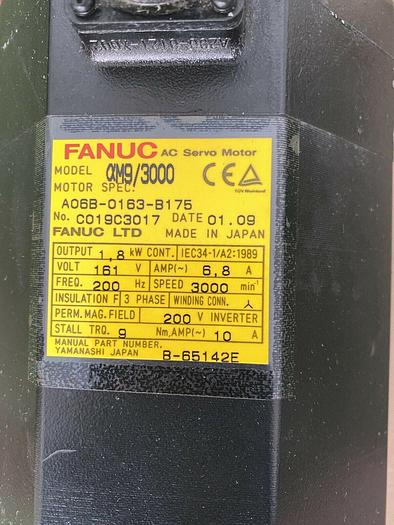 FANUC AC Servo Motor
MODEL αM9/3000
CE TÜV Rheinland
MOTOR SPEC.
A06B-0163-B175
No. C019C3017 DATE 01.09
FANUC LTD MADE IN JAPAN
OUTPUT 1,8 kW CONT. IEC34-1/A2:1989
VOLT 161 V AMP(~) 6,8 A
FREQ. 200 Hz SPEED 3000 min⁻¹
INSULATION F 3 PHASE WINDING CONN. 人
PERM.MAG.FIELD 200 V INVERTER
STALL TRQ. 9 Nm,AMP(~) 10 A
MANUAL PART NUMBER.
YAMANASHI JAPAN B-65142E